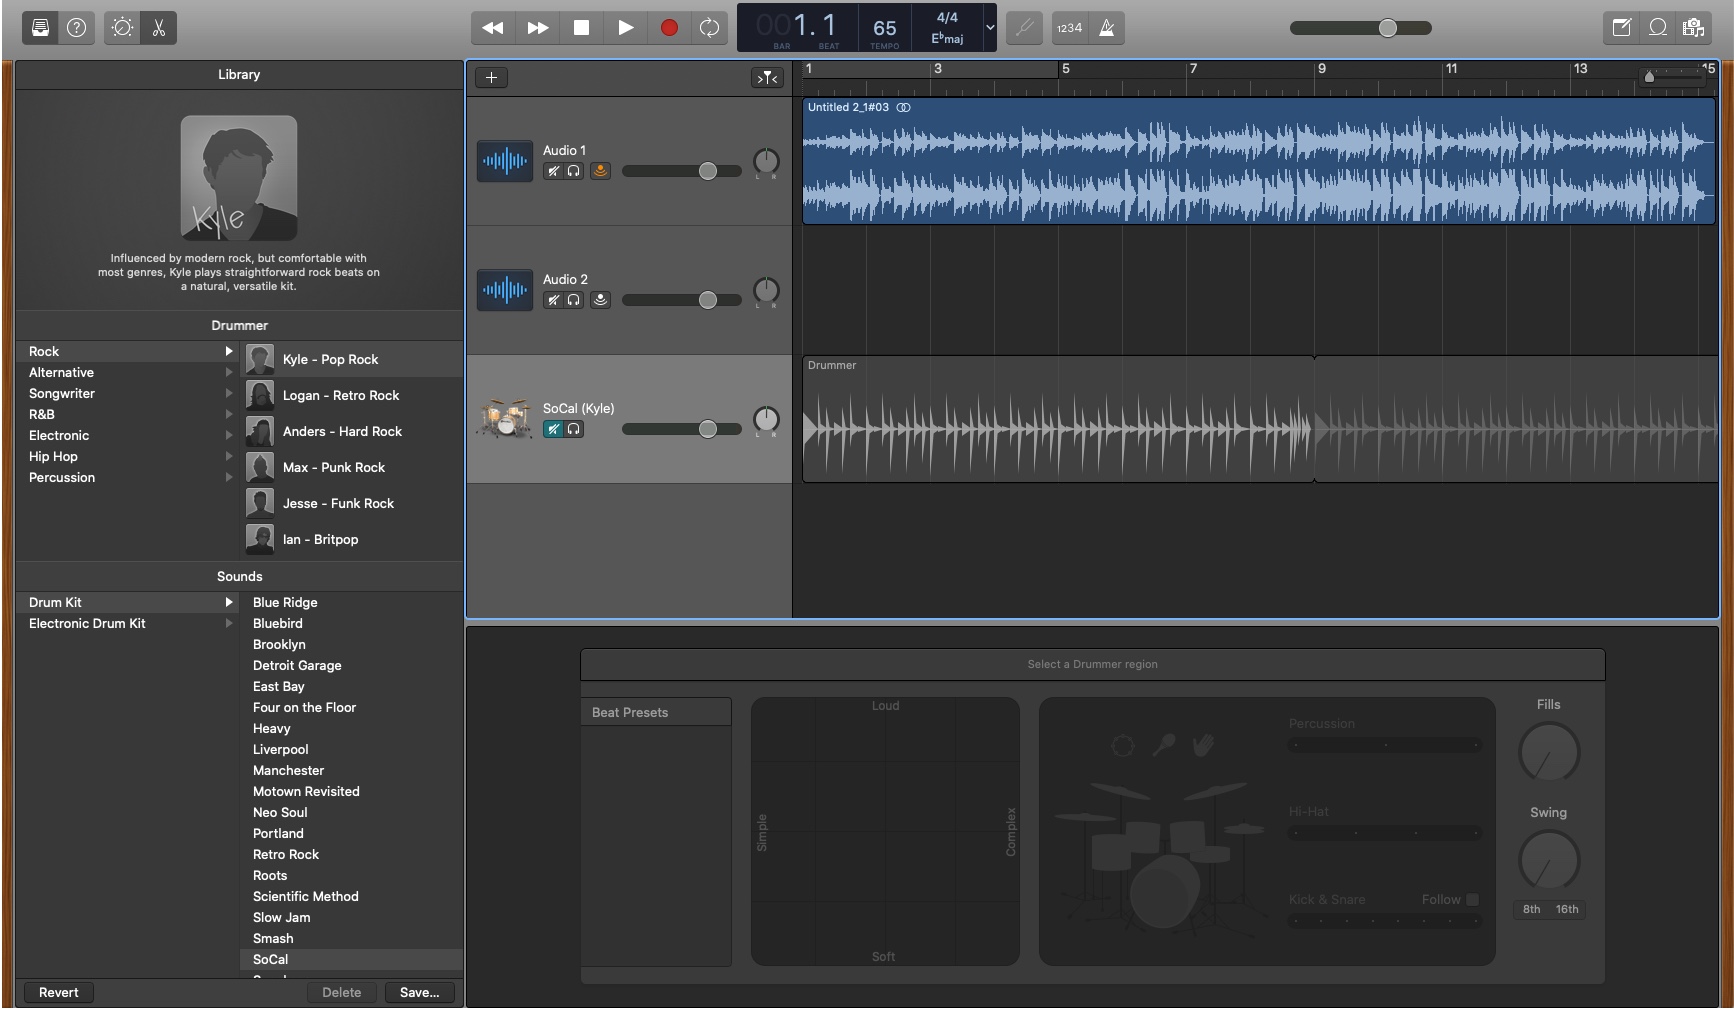 001.1
BAR BEAT
65
TEMPO
4/4
E♭maj
1234
Library
Kyle
Influenced by modern rock, but comfortable with
most genres, Kyle plays straightforward rock beats on
a natural, versatile kit.
Drummer
Rock
Alternative
Songwriter
R&B
Electronic
Hip Hop
Percussion
Kyle - Pop Rock
Logan - Retro Rock
Anders - Hard Rock
Max - Punk Rock
Jesse - Funk Rock
Ian - Britpop
Sounds
Drum Kit
Electronic Drum Kit
Blue Ridge
Bluebird
Brooklyn
Detroit Garage
East Bay
Four on the Floor
Heavy
Liverpool
Manchester
Motown Revisited
Neo Soul
Portland
Retro Rock
Roots
Scientific Method
Slow Jam
Smash
SoCal
Revert
Delete
Save...
1 3 5 7 9 11 13 15
Audio 1
L R
Untitled 2_1#03
Audio 2
L R
SoCal (Kyle)
L R
Drummer
Select a Drummer region
Beat Presets
Loud
Simple
Complex
Soft
Percussion
Hi-Hat
Kick & Snare
Follow
Fills
Swing
8th 16th